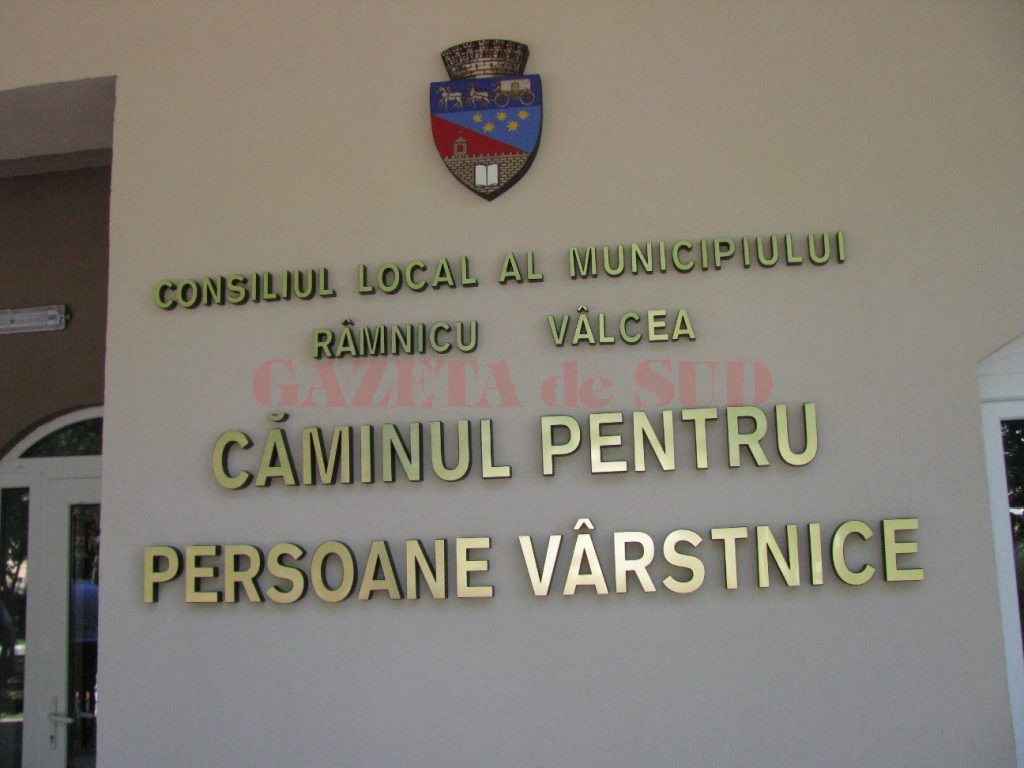 CONSILIUL LOCAL AL MUNICIPIULUI
RÂMNICU VÂLCEA
GAZETA de SUD
CĂMINUL PENTRU
PERSOANE VÂRSTNICE